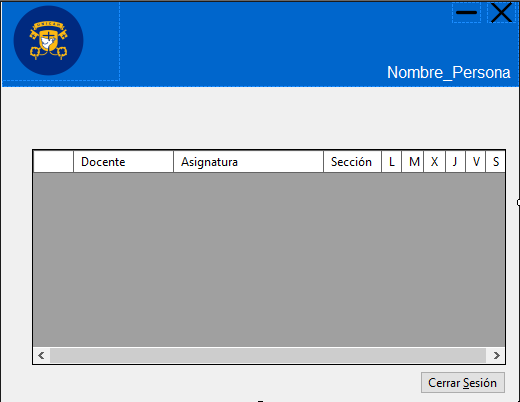 Nombre_Persona
Docente Asignatura Sección L M X J V S
Cerrar Sesión